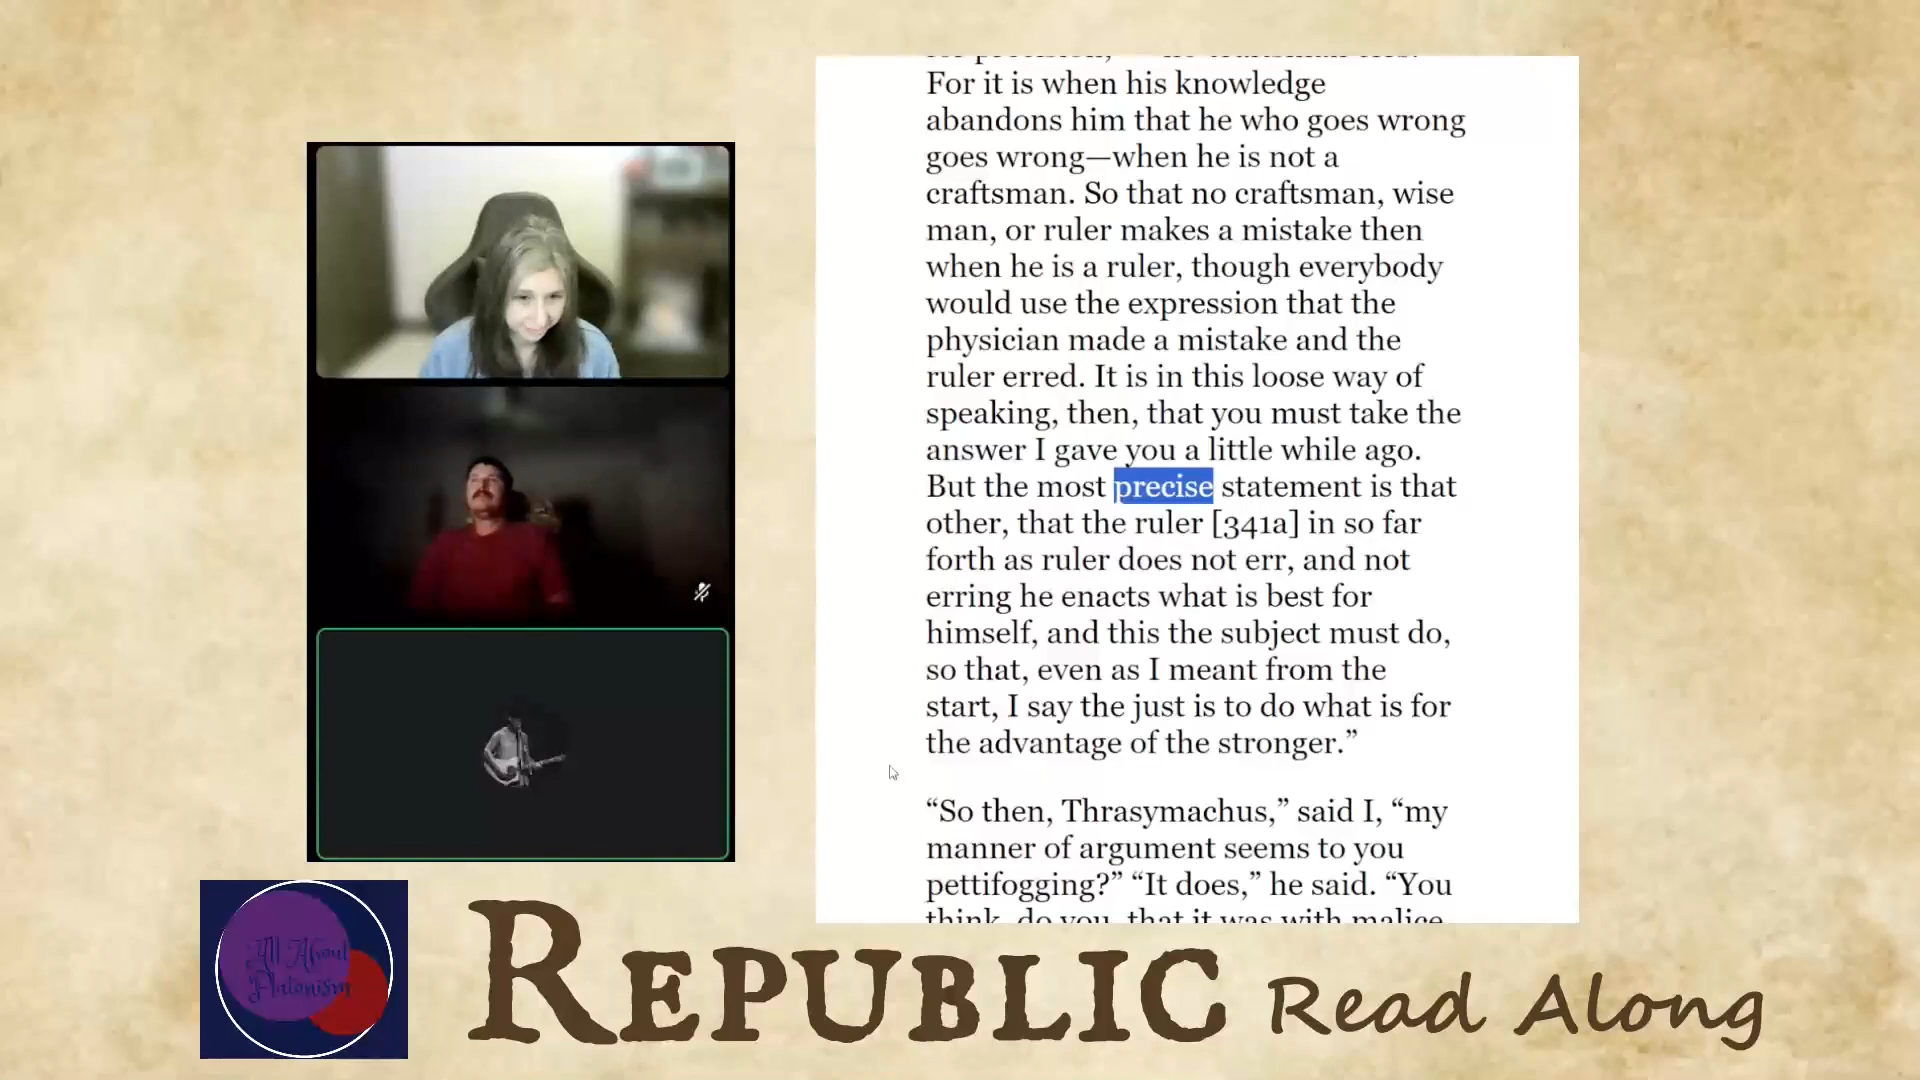 For it is when his knowledge
abandons him that he who goes wrong
goes wrong—when he is not a
craftsman. So that no craftsman, wise
man, or ruler makes a mistake then
when he is a ruler, though everybody
would use the expression that the
physician made a mistake and the
ruler erred. It is in this loose way of
speaking, then, that you must take the
answer I gave you a little while ago.
But the most precise statement is that
other, that the ruler [341a] in so far
forth as ruler does not err, and not
erring he enacts what is best for
himself, and this the subject must do,
so that, even as I meant from the
start, I say the just is to do what is for
the advantage of the stronger.”
“So then, Thrasymachus,” said I, “my
manner of argument seems to you
pettifogging?” “It does,” he said. “You
think, do you, that it was with malice
All About
Platonism
REPUBLIC Read Along